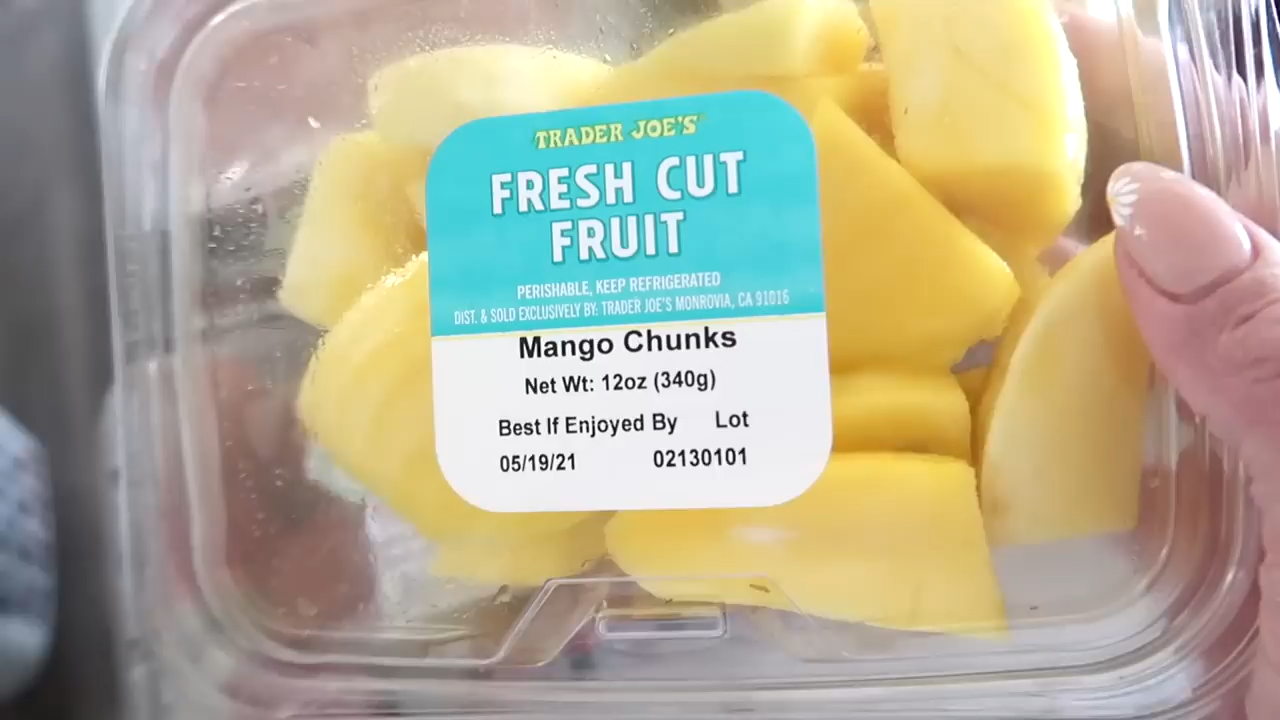 TRADER JOE'S
FRESH CUT
FRUIT
PERISHABLE, KEEP REFRIGERATED
DIST. & SOLD EXCLUSIVELY BY: TRADER JOE'S MONROVIA, CA 91016
Mango Chunks
Net Wt: 12oz (340g)
Best If Enjoyed By Lot
05/19/21 02130101